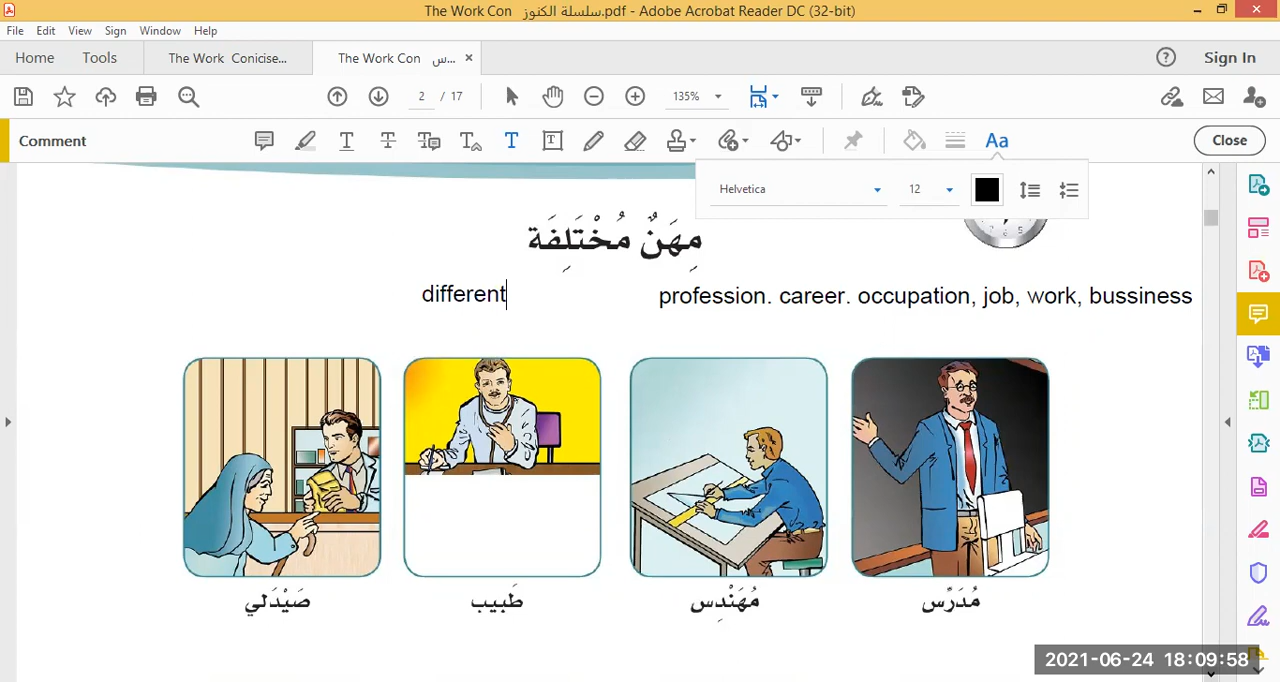 The Work Con سلسلة الكنوز.pdf - Adobe Acrobat Reader DC (32-bit)
File Edit View Sign Window Help
Home Tools The Work Conicise... The Work Con س... × Sign In
2 / 17 135%
Comment Close
Helvetica 12
مِهَنٌ مُخْتَلِفَة
different profession. career. occupation, job, work, bussiness
صَيْدَلي طَبيب مُهَنْدِس مُدَرِّس
2021-06-24 18:09:58